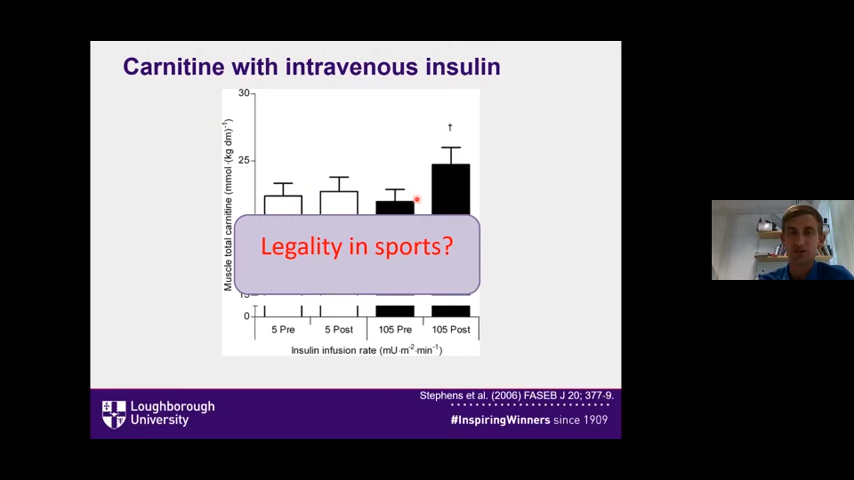 Carnitine with intravenous insulin
30
†
25
Muscle total carnitine (mmol·(kg dm)⁻¹)
Legality in sports?
15
0
5 Pre 5 Post 105 Pre 105 Post
Insulin infusion rate (mU·m⁻²·min⁻¹)
Stephens et al. (2006) FASEB J 20; 377-9.
Loughborough
University
#InspiringWinners since 1909